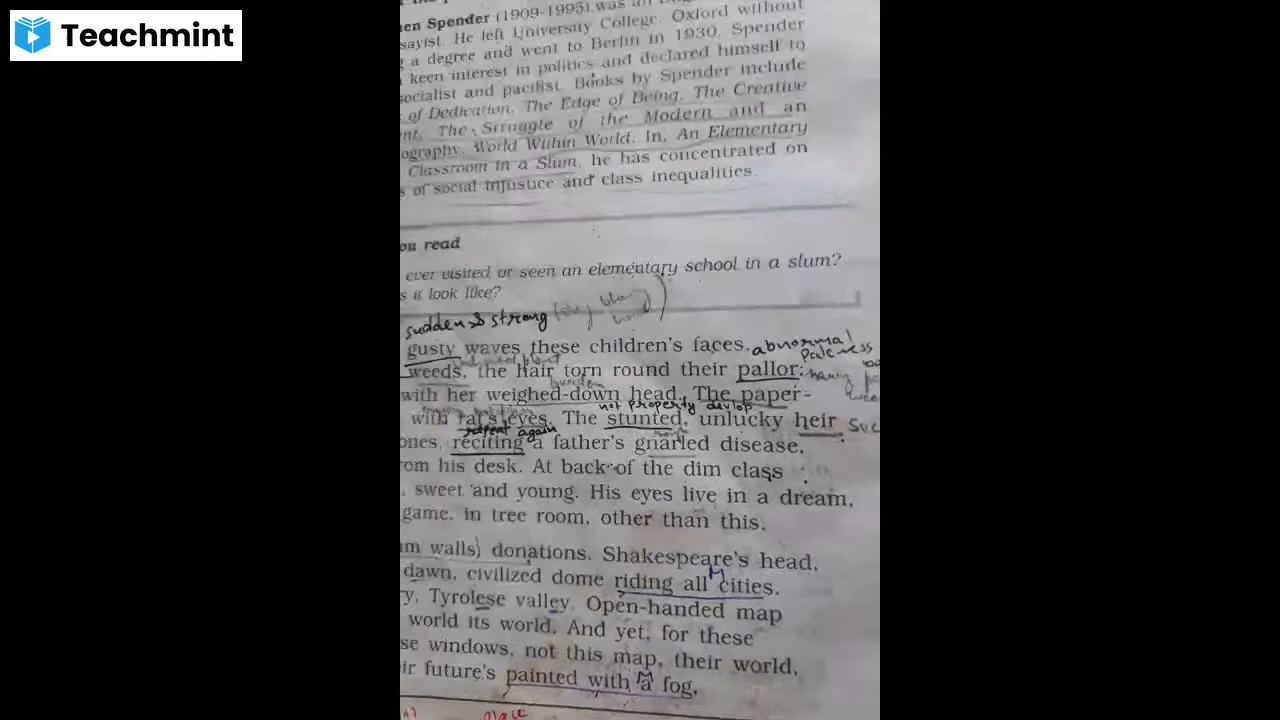 Teachmint
hen Spender (1909-1995) was an
sayist. He left University College, Oxford without
g a degree and went to Berlin in 1930. Spender
keen interest in politics and declared himself to
socialist and pacifist. Books by Spender include
of Dedication, The Edge of Being, The Creative
nt, The Struggle of the Modern and an
ography, World Within World. In, An Elementary
Classroom in a Slum, he has concentrated on
s of social injustice and class inequalities.
ou read
ever visited or seen an elementary school in a slum?
s it look like?
sudden & strong
gusty waves these children's faces. abnormal
paleness
weeds, the hair torn round their pallor:
burden
with her weighed-down head. The paper-
not property devlop
with rat's eyes. The stunted, unlucky heir
repeat again
ones, reciting a father's gnarled disease,
om his desk. At back of the dim class
, sweet and young. His eyes live in a dream,
game, in tree room, other than this.
m walls, donations. Shakespeare's head,
dawn, civilized dome riding all cities.
y, Tyrolese valley. Open-handed map
world its world. And yet, for these
se windows, not this map, their world,
ir future's painted with a fog,
place